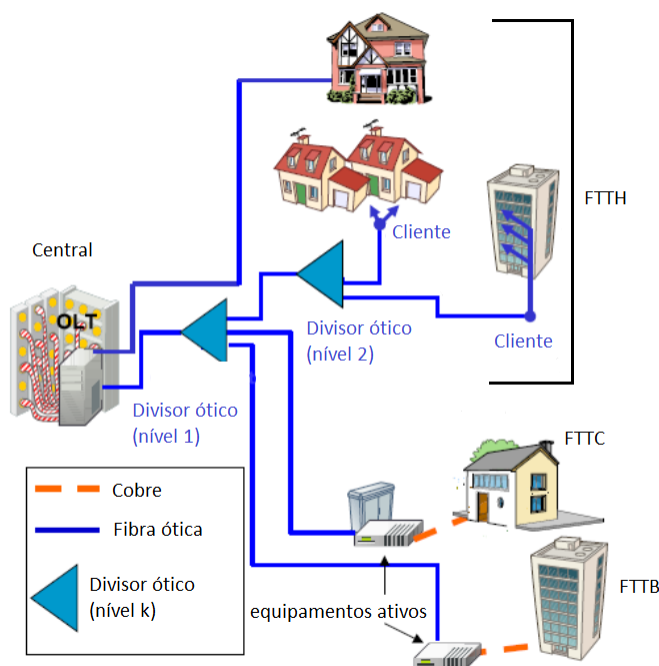 FTTH
Cliente
Central
OLT
Divisor ótico
(nível 2)
Cliente
Divisor ótico
(nível 1)
FTTC
Cobre
Fibra ótica
Divisor ótico
(nível k)
FTTB
equipamentos ativos